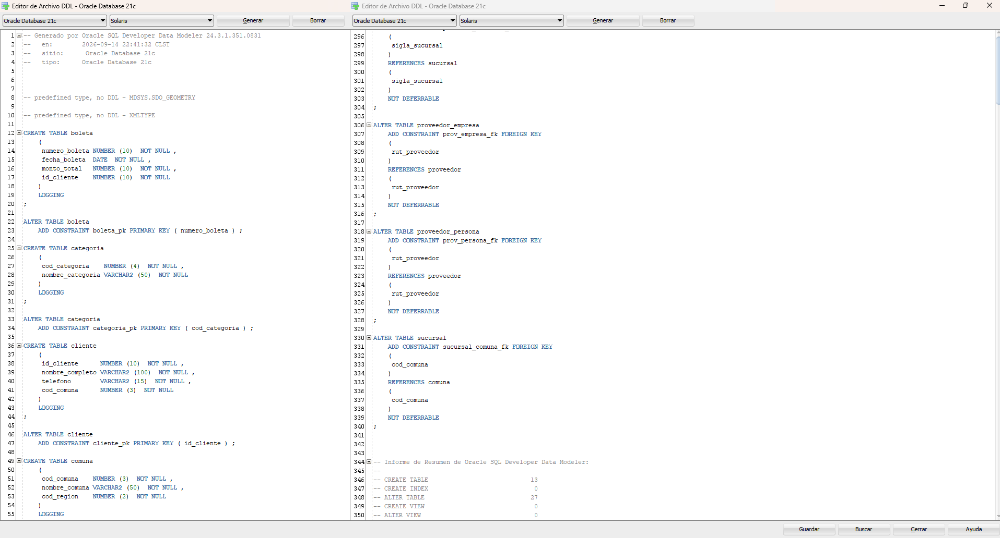 Editor de Archivo DDL - Oracle Database 21c
Oracle Database 21c Solaris Generar Borrar
1 -- Generado por Oracle SQL Developer Data Modeler 24.3.1.351.0831
2 --   en:        2026-09-14 22:41:32 CLST
3 --   sitio:      Oracle Database 21c
4 --   tipo:      Oracle Database 21c
5
6
7
8 -- predefined type, no DDL - MDSYS.SDO_GEOMETRY
9
10 -- predefined type, no DDL - XMLTYPE
11
12 CREATE TABLE boleta
13     (
14      numero_boleta NUMBER (10)  NOT NULL ,
15      fecha_boleta  DATE  NOT NULL ,
16      monto_total   NUMBER (10)  NOT NULL ,
17      id_cliente    NUMBER (10)  NOT NULL
18     )
19     LOGGING
20 ;
21
22 ALTER TABLE boleta
23     ADD CONSTRAINT boleta_pk PRIMARY KEY ( numero_boleta ) ;
24
25 CREATE TABLE categoria
26     (
27      cod_categoria    NUMBER (4)  NOT NULL ,
28      nombre_categoria VARCHAR2 (50)  NOT NULL
29     )
30     LOGGING
31 ;
32
33 ALTER TABLE categoria
34     ADD CONSTRAINT categoria_pk PRIMARY KEY ( cod_categoria ) ;
35
36 CREATE TABLE cliente
37     (
38      id_cliente      NUMBER (10)  NOT NULL ,
39      nombre_completo VARCHAR2 (100)  NOT NULL ,
40      telefono        VARCHAR2 (15)  NOT NULL ,
41      cod_comuna      NUMBER (3)  NOT NULL
42     )
43     LOGGING
44 ;
45
46 ALTER TABLE cliente
47     ADD CONSTRAINT cliente_pk PRIMARY KEY ( id_cliente ) ;
48
49 CREATE TABLE comuna
50     (
51      cod_comuna    NUMBER (3)  NOT NULL ,
52      nombre_comuna VARCHAR2 (50)  NOT NULL ,
53      cod_region    NUMBER (2)  NOT NULL
54     )
55     LOGGING
Editor de Archivo DDL - Oracle Database 21c
Oracle Database 21c Solaris Generar Borrar
296     (
297      sigla_sucursal
298     )
299     REFERENCES sucursal
300     (
301      sigla_sucursal
302     )
303     NOT DEFERRABLE
304 ;
305
306 ALTER TABLE proveedor_empresa
307     ADD CONSTRAINT prov_empresa_fk FOREIGN KEY
308     (
309      rut_proveedor
310     )
311     REFERENCES proveedor
312     (
313      rut_proveedor
314     )
315     NOT DEFERRABLE
316 ;
317
318 ALTER TABLE proveedor_persona
319     ADD CONSTRAINT prov_persona_fk FOREIGN KEY
320     (
321      rut_proveedor
322     )
323     REFERENCES proveedor
324     (
325      rut_proveedor
326     )
327     NOT DEFERRABLE
328 ;
329
330 ALTER TABLE sucursal
331     ADD CONSTRAINT sucursal_comuna_fk FOREIGN KEY
332     (
333      cod_comuna
334     )
335     REFERENCES comuna
336     (
337      cod_comuna
338     )
339     NOT DEFERRABLE
340 ;
341
342
343
344 -- Informe de Resumen de Oracle SQL Developer Data Modeler:
345 --
346 -- CREATE TABLE                            13
347 -- CREATE INDEX                             0
348 -- ALTER TABLE                             27
349 -- CREATE VIEW                              0
350 -- ALTER VIEW                               0
Guardar Buscar Cerrar Ayuda